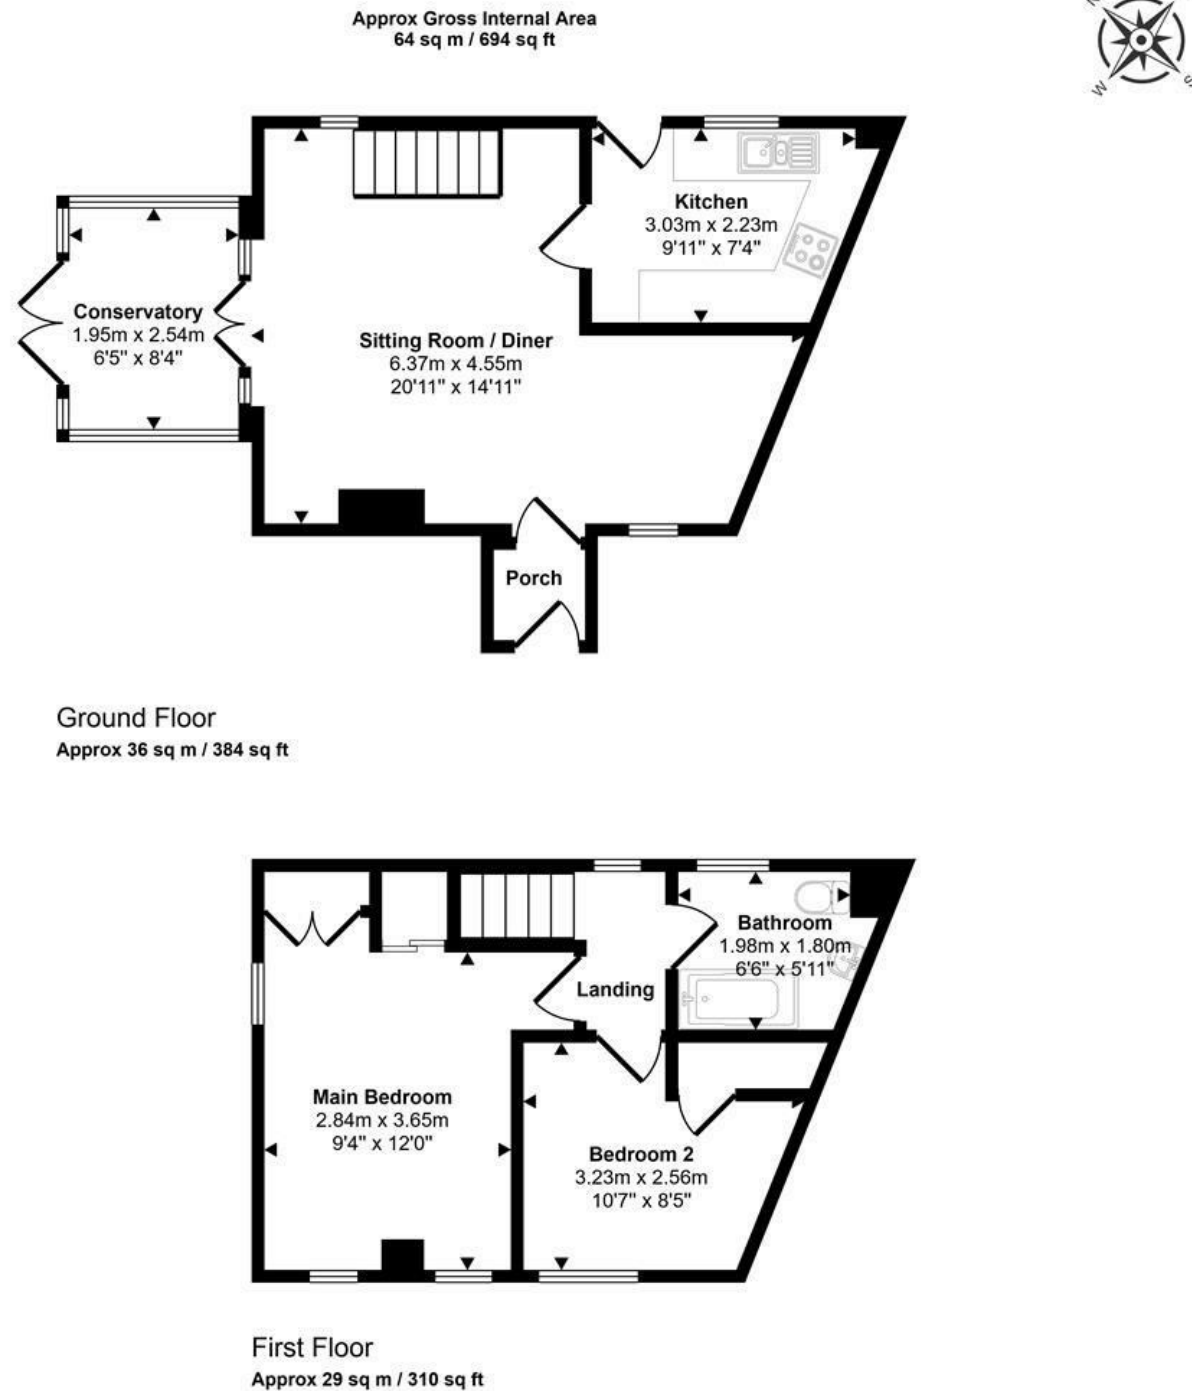 Approx Gross Internal Area
64 sq m / 694 sq ft
W
S
Kitchen
3.03m x 2.23m
9'11" x 7'4"
Conservatory
1.95m x 2.54m
6'5" x 8'4"
Sitting Room / Diner
6.37m x 4.55m
20'11" x 14'11"
Porch
Ground Floor
Approx 36 sq m / 384 sq ft
Bathroom
1.98m x 1.80m
6'6" x 5'11"
Landing
Main Bedroom
2.84m x 3.65m
9'4" x 12'0"
Bedroom 2
3.23m x 2.56m
10'7" x 8'5"
First Floor
Approx 29 sq m / 310 sq ft